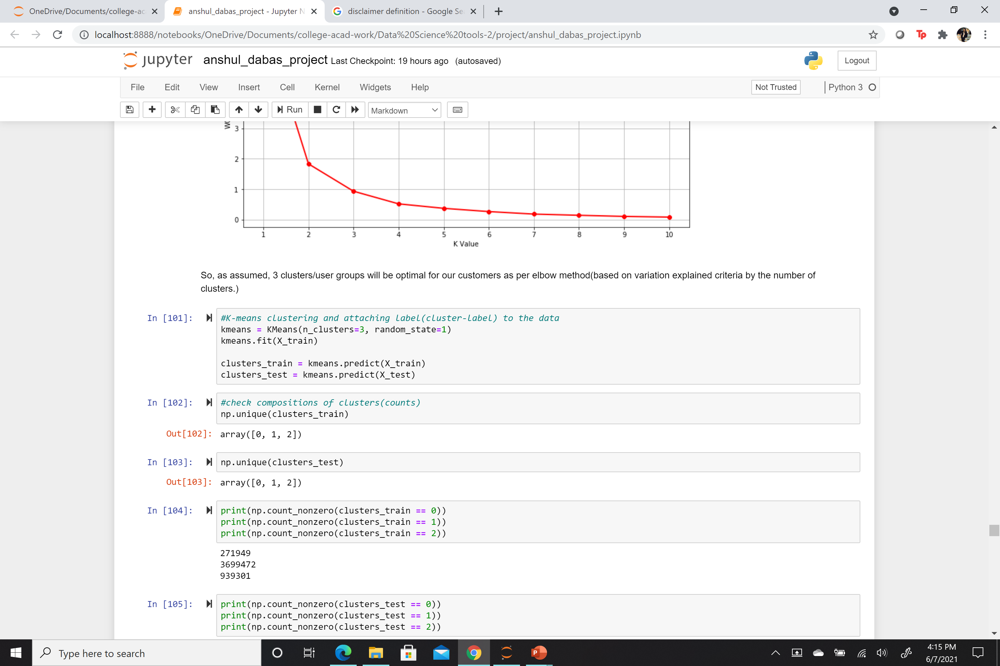 OneDrive/Documents/college-ac
anshul_dabas_project - Jupyter N
disclaimer definition - Google Se
localhost:8888/notebooks/OneDrive/Documents/college-acad-work/Data%20Science%20tools-2/project/anshul_dabas_project.ipynb
Tp
jupyter anshul_dabas_project Last Checkpoint: 19 hours ago (autosaved)
Logout
File Edit View Insert Cell Kernel Widgets Help
Not Trusted
Python 3
Run
Markdown
3
2
1
0
1 2 3 4 5 6 7 8 9 10
K Value
So, as assumed, 3 clusters/user groups will be optimal for our customers as per elbow method(based on variation explained criteria by the number of
clusters.)
In [101]:
#K-means clustering and attaching label(cluster-label) to the data
kmeans = KMeans(n_clusters=3, random_state=1)
kmeans.fit(X_train)
clusters_train = kmeans.predict(X_train)
clusters_test = kmeans.predict(X_test)
In [102]:
#check compositions of clusters(counts)
np.unique(clusters_train)
Out[102]: array([0, 1, 2])
In [103]: np.unique(clusters_test)
Out[103]: array([0, 1, 2])
In [104]:
print(np.count_nonzero(clusters_train == 0))
print(np.count_nonzero(clusters_train == 1))
print(np.count_nonzero(clusters_train == 2))
271949
3699472
939301
In [105]:
print(np.count_nonzero(clusters_test == 0))
print(np.count_nonzero(clusters_test == 1))
print(np.count_nonzero(clusters_test == 2))
Type here to search
P
4:15 PM
6/7/2021